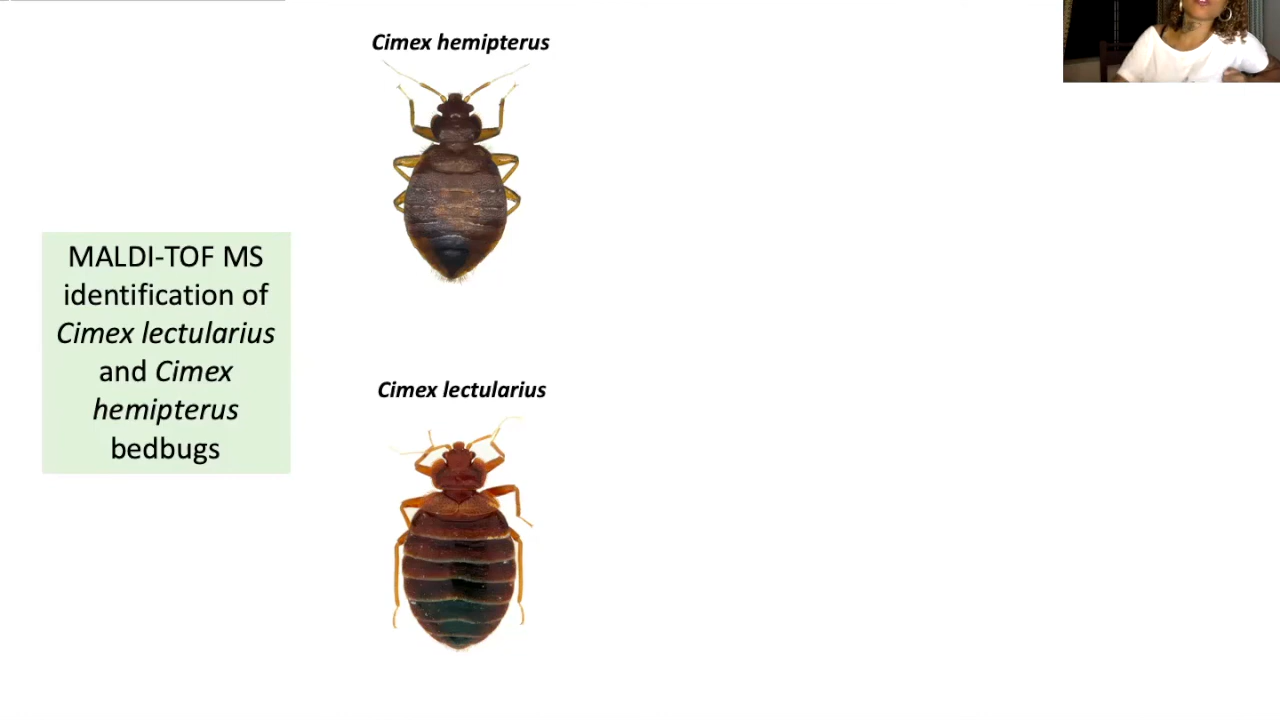 Cimex hemipterus
MALDI-TOF MS
identification of
Cimex lectularius
and Cimex
hemipterus
bedbugs
Cimex lectularius